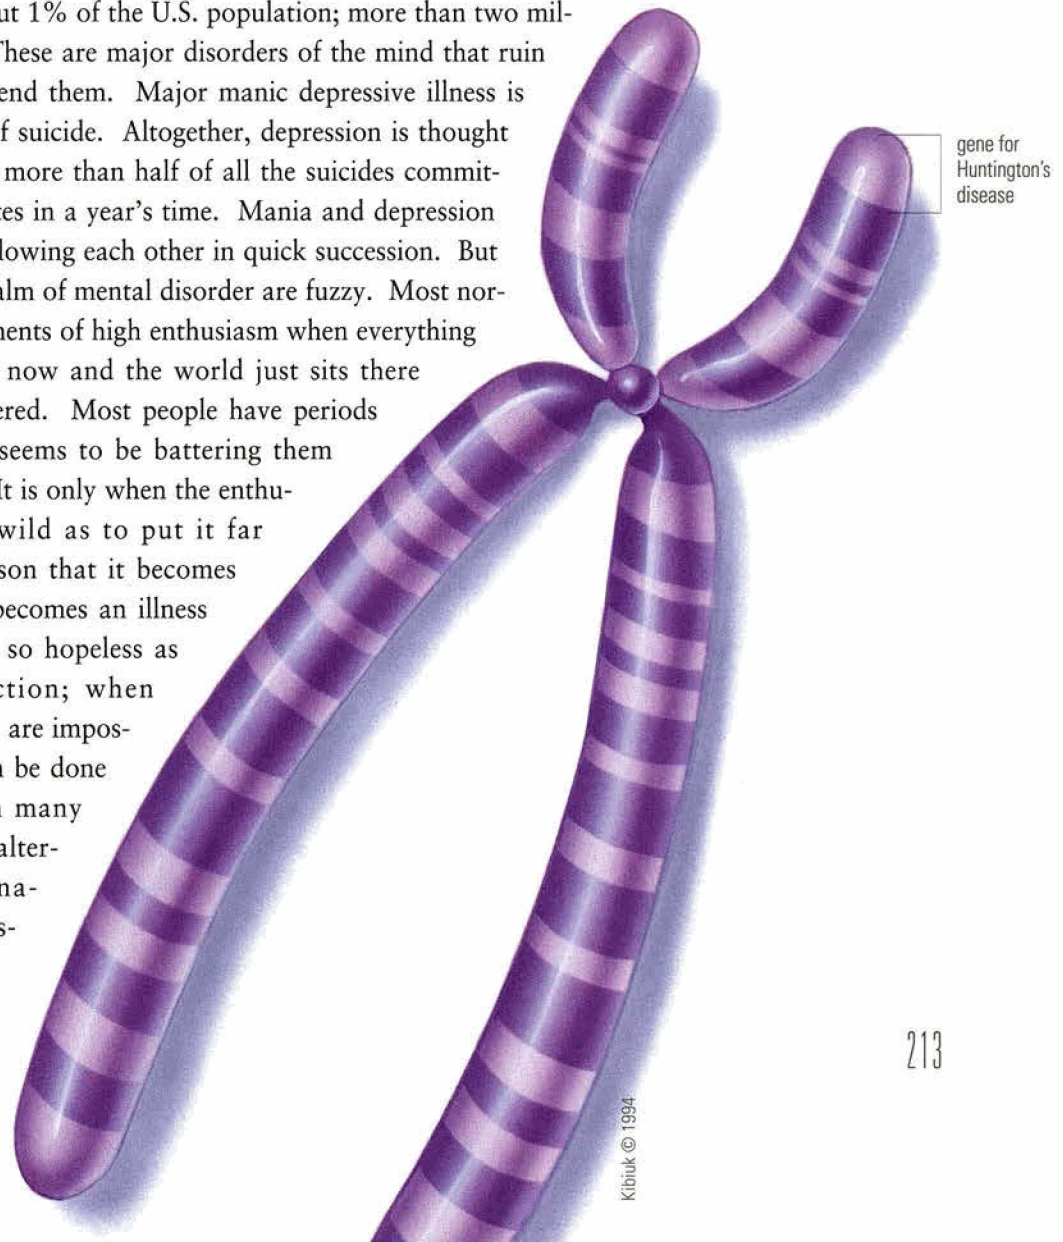 ut 1% of the U.S. population; more than two mil-
These are major disorders of the mind that ruin
end them. Major manic depressive illness is
f suicide. Altogether, depression is thought
more than half of all the suicides commit-
tes in a year's time. Mania and depression
lowing each other in quick succession. But
alm of mental disorder are fuzzy. Most nor-
nents of high enthusiasm when everything
now and the world just sits there
ered. Most people have periods
seems to be battering them
It is only when the enthu-
wild as to put it far
son that it becomes
becomes an illness
so hopeless as
ction; when
are impos-
n be done
many
alter-
na-
s-
gene for
Huntington's
disease
213
Kibiuk © 1994